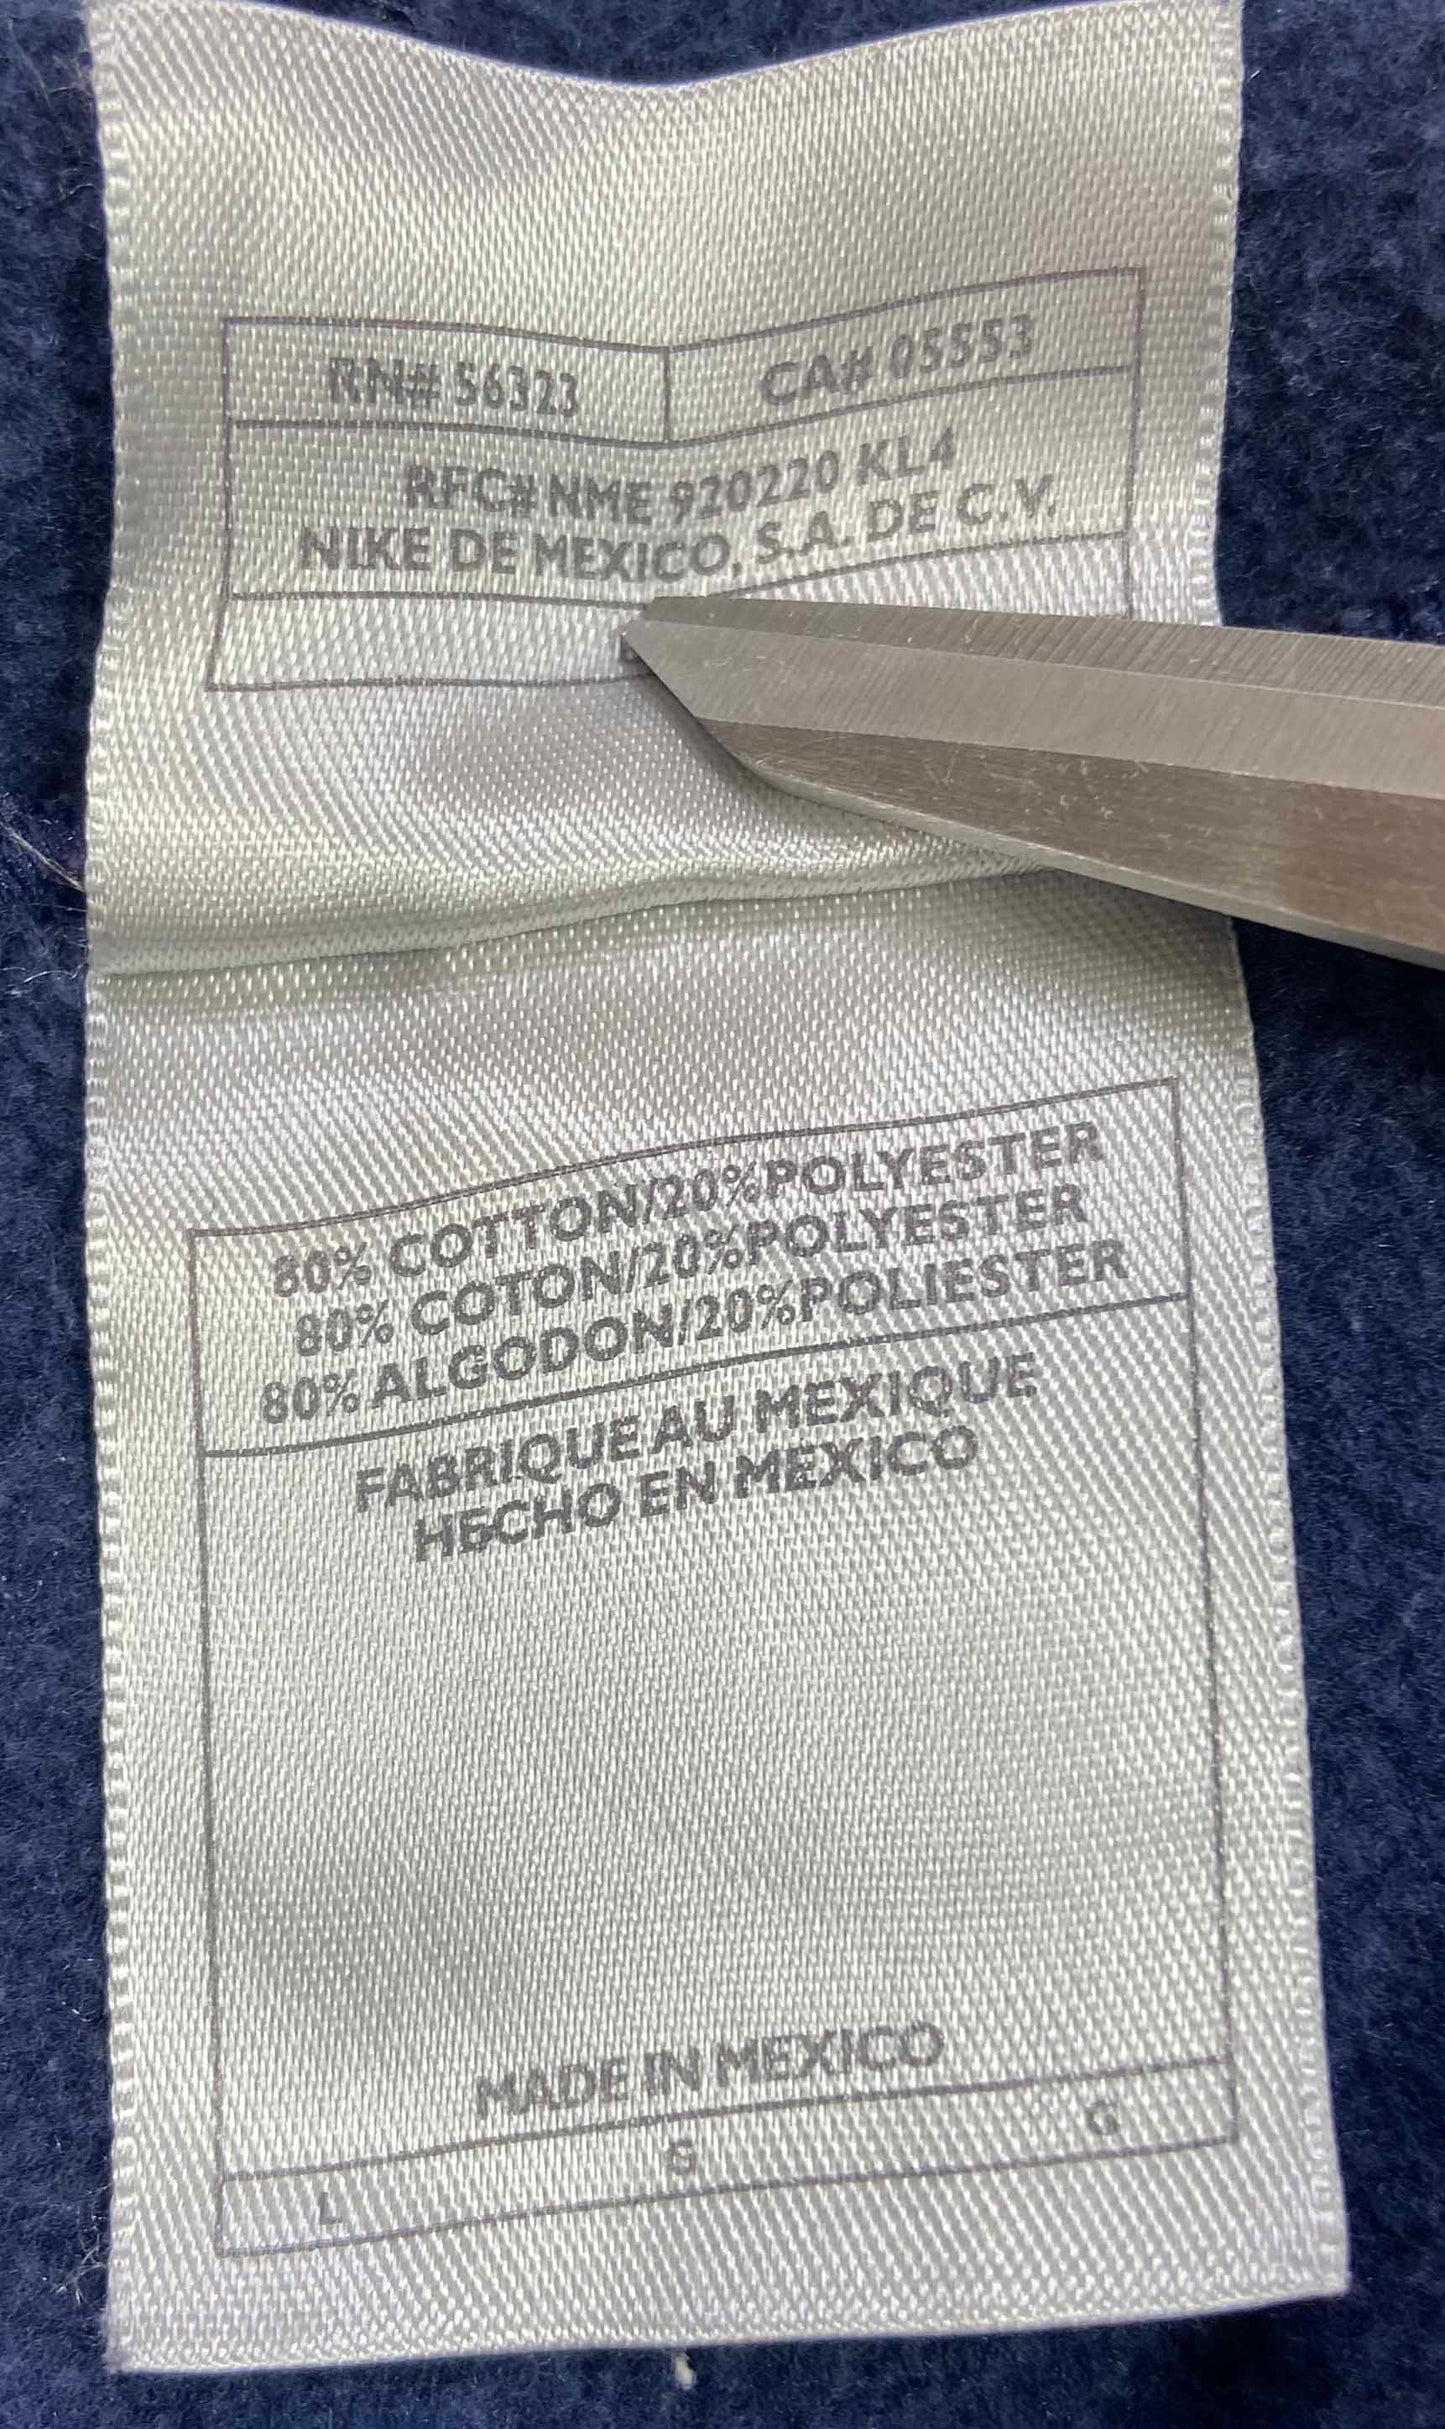 RN# 56323
CA# 05553
RFC# NME 920220 KL4
NIKE DE MEXICO, S.A. DE C.V.
80% COTTON/20%POLYESTER
80% COTON/20%POLYESTER
80% ALGODON/20%POLIESTER
FABRIQUE AU MEXIQUE
HECHO EN MEXICO
MADE IN MEXICO
L G G